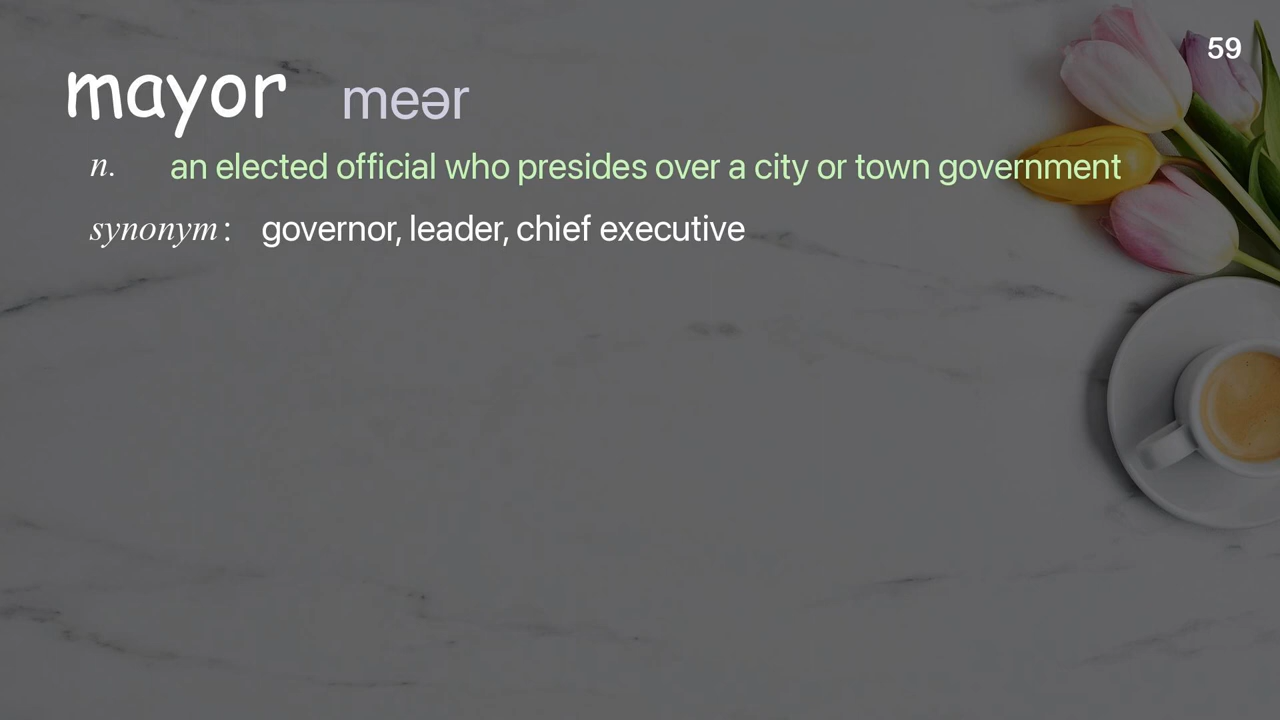 59
mayor meər
n. an elected official who presides over a city or town government
synonym: governor, leader, chief executive